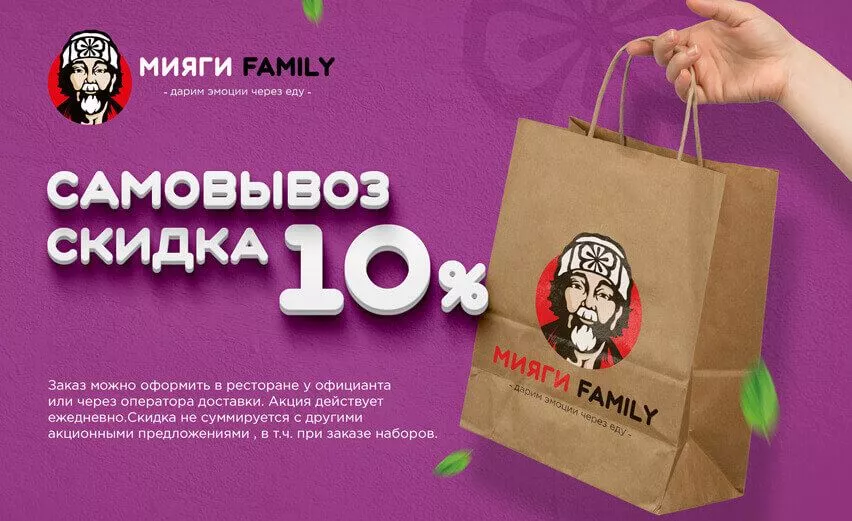 МИЯГИ FAMILY
- дарим эмоции через еду -
САМОВЫВОЗ
СКИДКА 10%
Заказ можно оформить в ресторане у официанта
или через оператора доставки. Акция действует
ежедневно.Скидка не суммируется с другими
акционными предложениями , в т.ч. при заказе наборов.
МИЯГИ FAMILY
- дарим эмоции через еду -